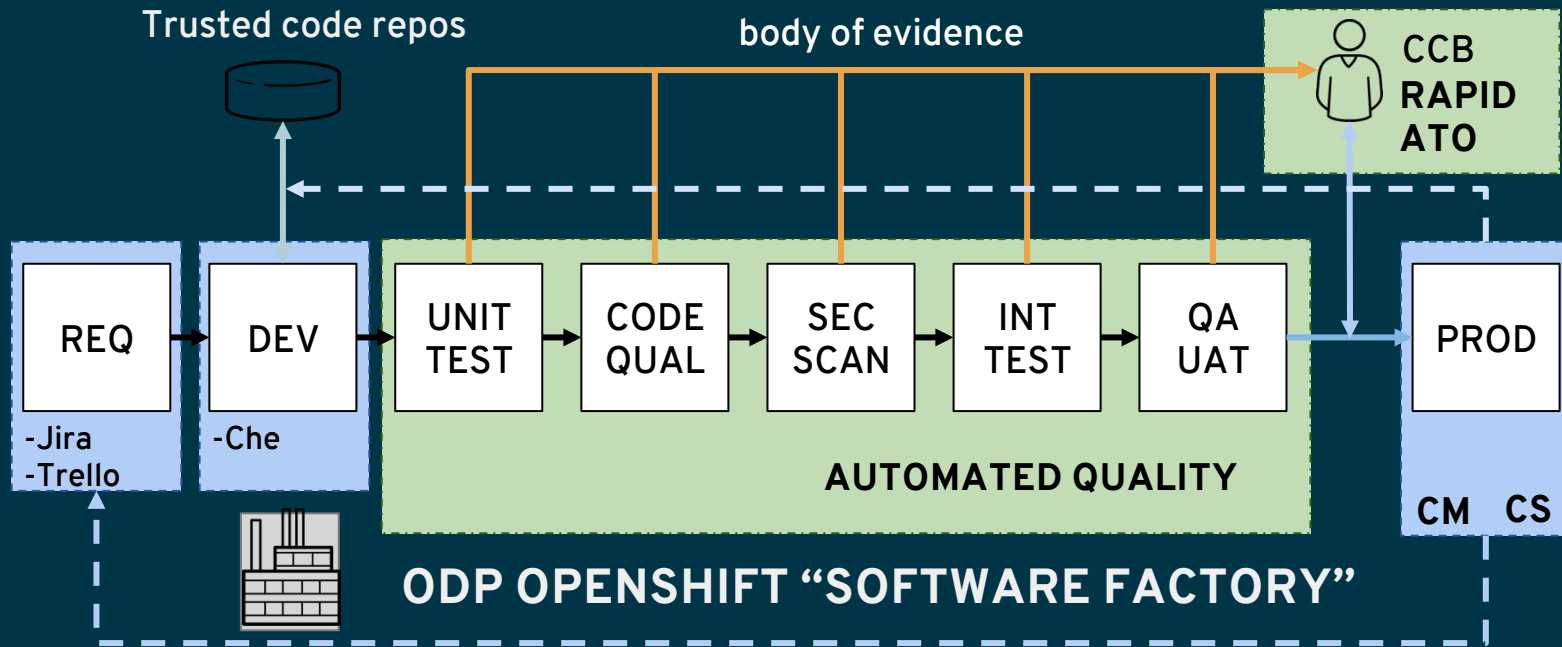 Trusted code repos
body of evidence
CCB
RAPID
ATO
REQ
DEV
UNIT
TEST
CODE
QUAL
SEC
SCAN
INT
TEST
QA
UAT
PROD
-Jira
-Trello
-Che
AUTOMATED QUALITY
CM
CS
ODP OPENSHIFT “SOFTWARE FACTORY”